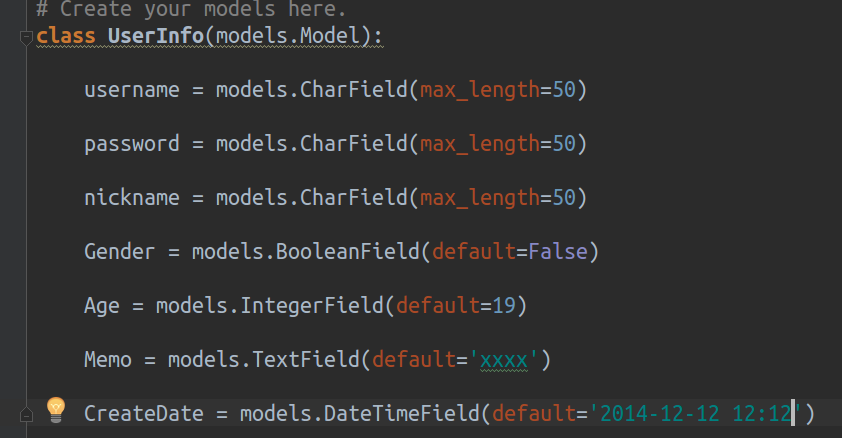 # Create your models here.
class UserInfo(models.Model):
username = models.CharField(max_length=50)
password = models.CharField(max_length=50)
nickname = models.CharField(max_length=50)
Gender = models.BooleanField(default=False)
Age = models.IntegerField(default=19)
Memo = models.TextField(default='xxxx')
CreateDate = models.DateTimeField(default='2014-12-12 12:12')